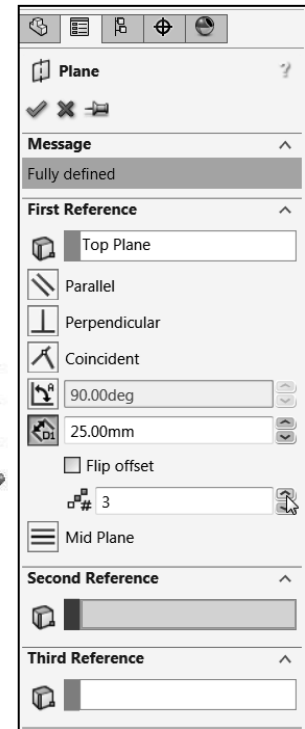 Plane
?
Message
Fully defined
First Reference
Top Plane
Parallel
Perpendicular
Coincident
A
90.00deg
D1
25.00mm
Flip offset
# 3
Mid Plane
Second Reference
Third Reference